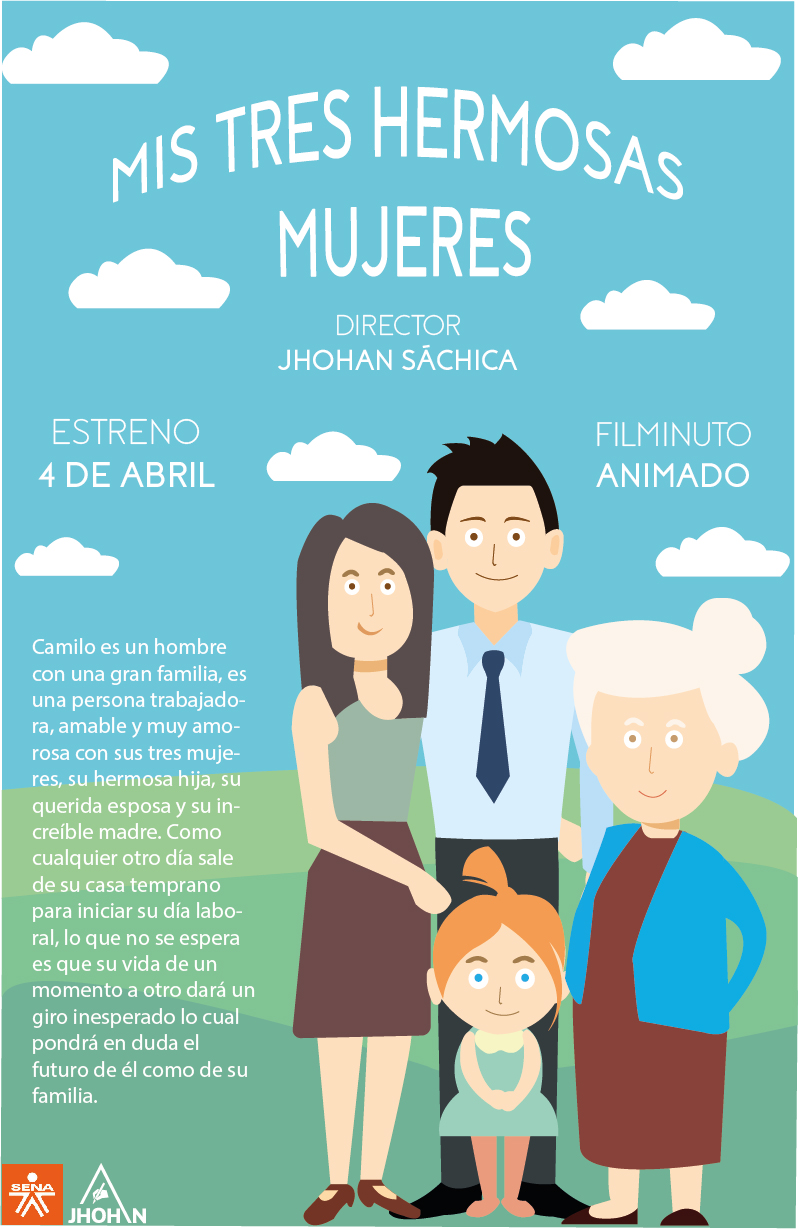 MIS TRES HERMOSAS
MUJERES
DIRECTOR
JHOHAN SÁCHICA
ESTRENO
4 DE ABRIL
FILMINUTO
ANIMADO
Camilo es un hombre
con una gran familia, es
una persona trabajado-
ra, amable y muy amo-
rosa con sus tres muje-
res, su hermosa hija, su
querida esposa y su in-
creíble madre. Como
cualquier otro día sale
de su casa temprano
para iniciar su día labo-
ral, lo que no se espera
es que su vida de un
momento a otro dará un
giro inesperado lo cual
pondrá en duda el
futuro de él como de su
familia.
SENA
JHOHAN